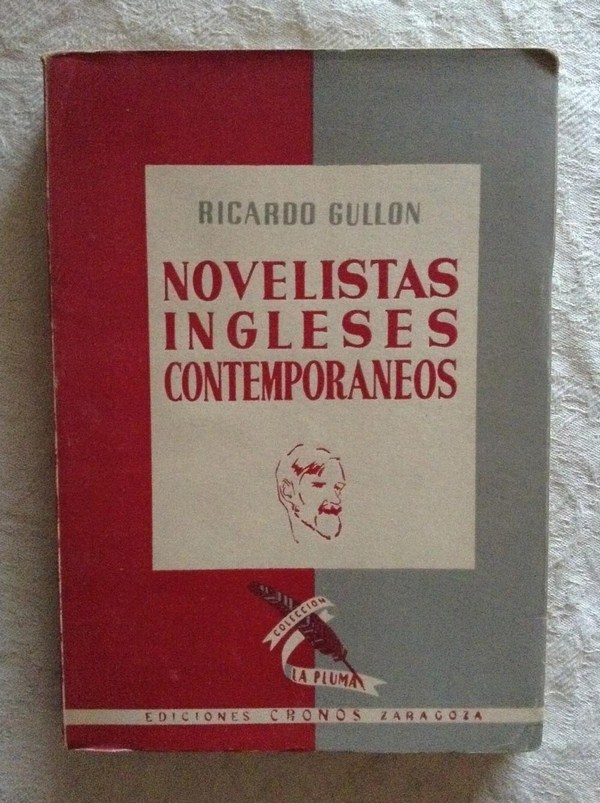 RICARDO GULLON
NOVELISTAS
INGLESES
CONTEMPORANEOS
COLECCION
LA PLUMA
EDICIONES CRONOS ZARAGOZA